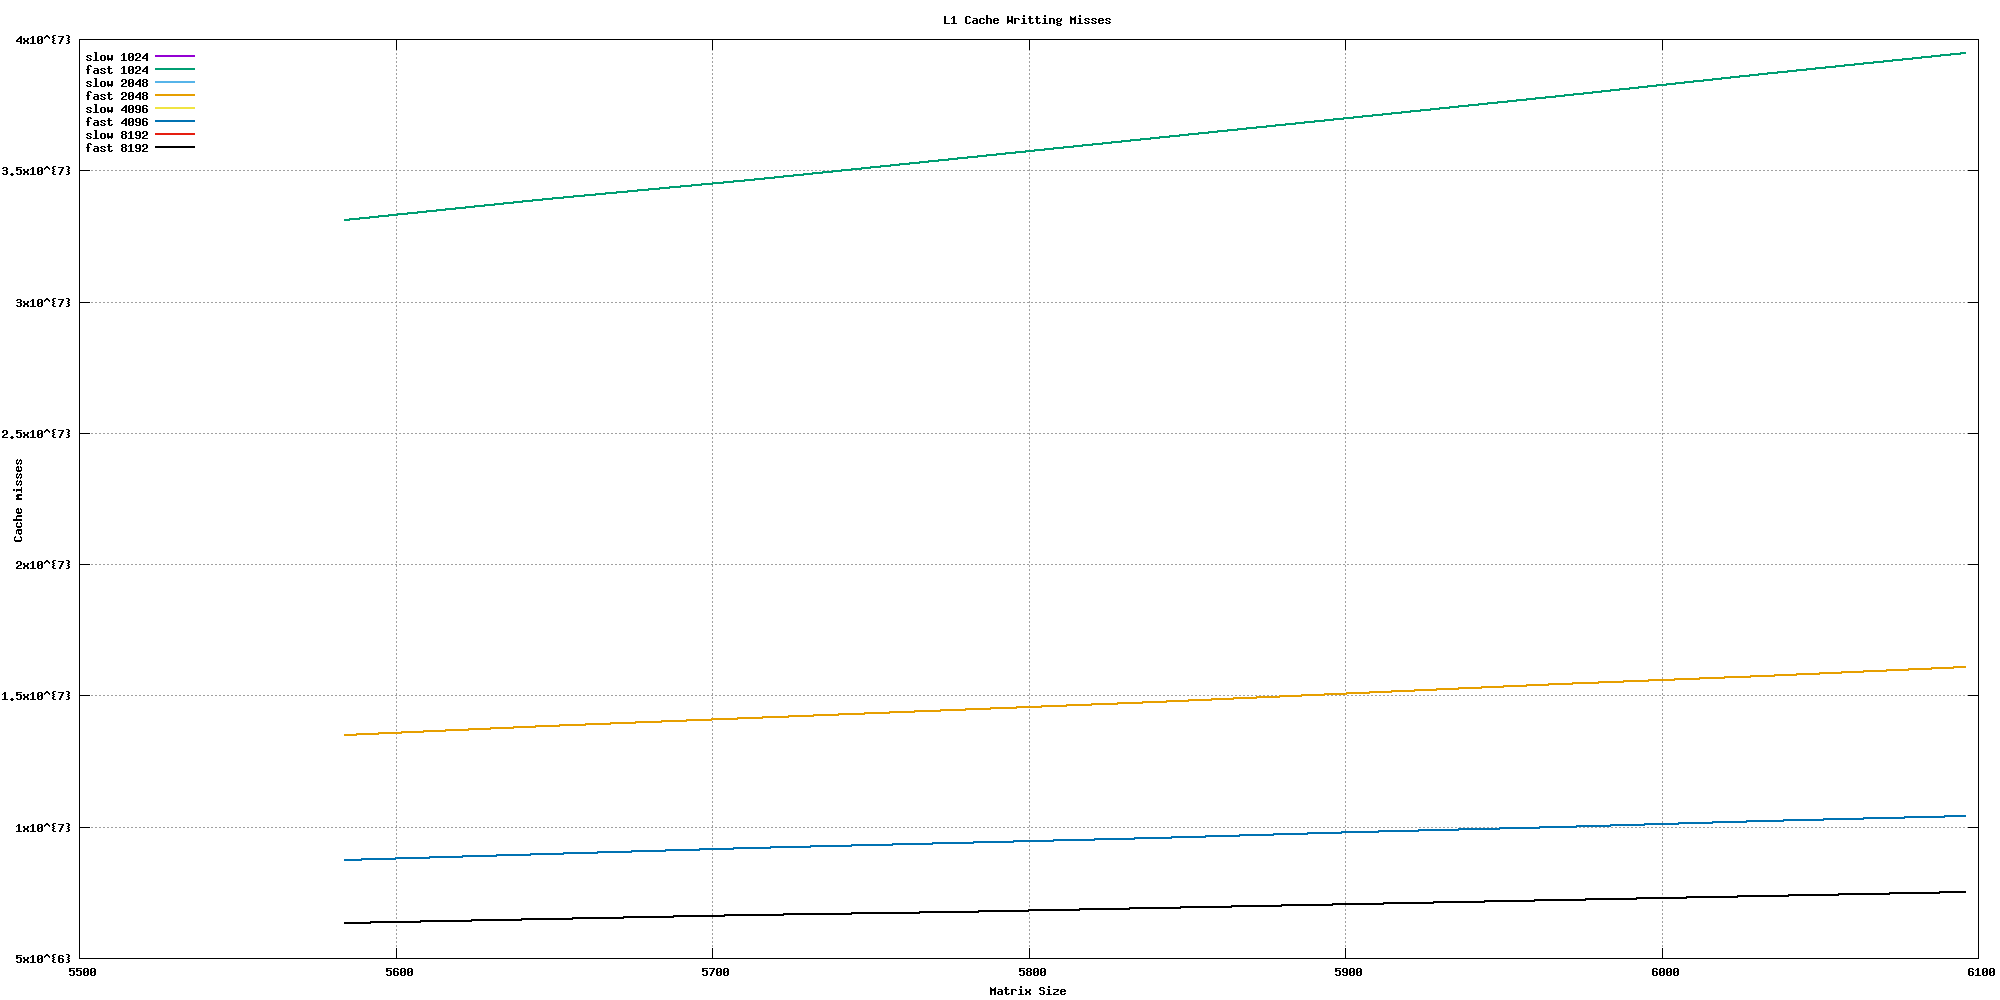 L1 Cache Writting Misses
4x10^{7}
3.5x10^{7}
3x10^{7}
2.5x10^{7}
2x10^{7}
1.5x10^{7}
1x10^{7}
5x10^{6}
slow 1024
fast 1024
slow 2048
fast 2048
slow 4096
fast 4096
slow 8192
fast 8192
Cache misses
5500 5600 5700 5800 5900 6000 6100
Matrix Size